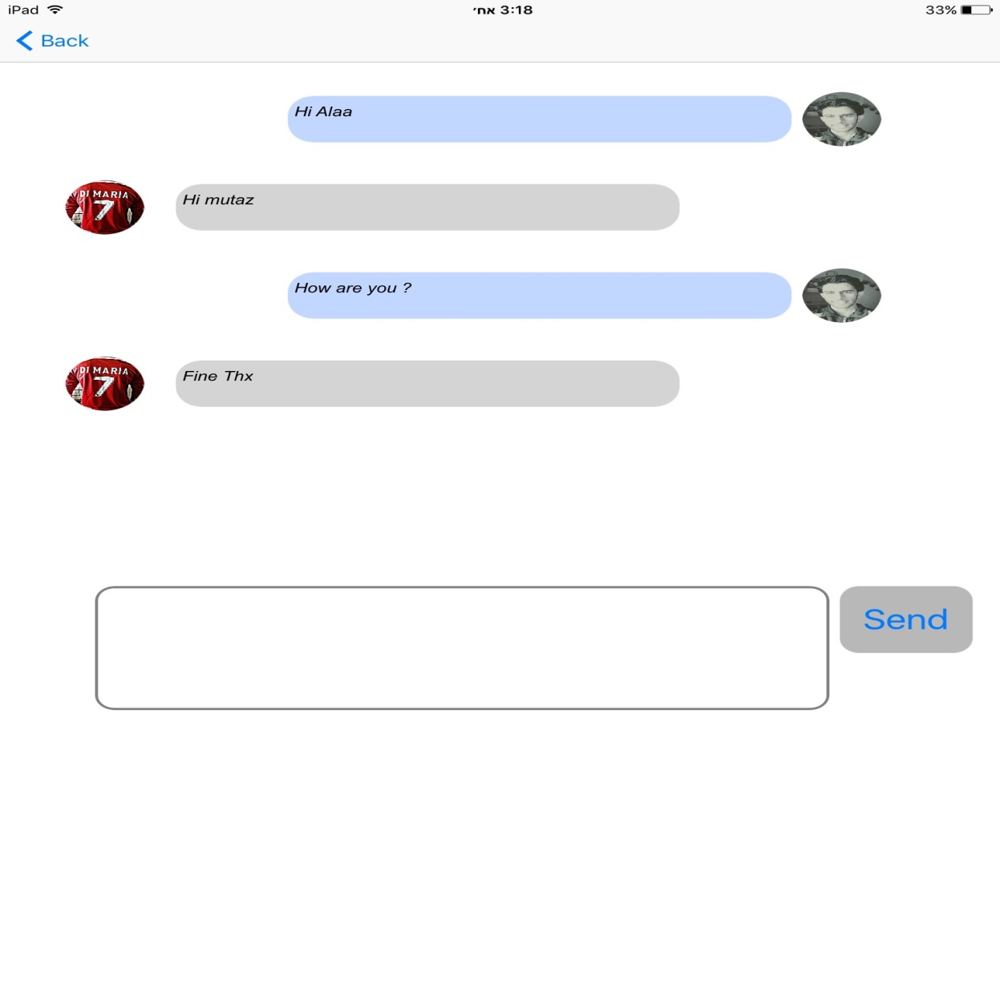 iPad 3:18 אחי 33%
Back
Hi Alaa
DI MARIA
7
Hi mutaz
How are you ?
DI MARIA
7
Fine Thx
Send